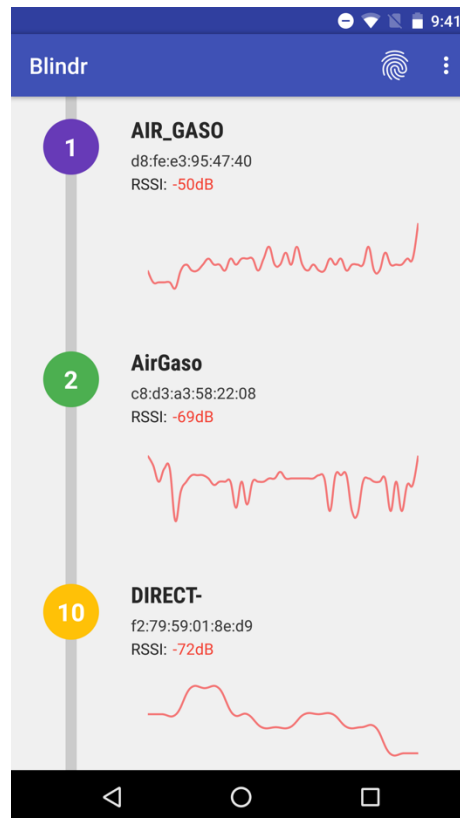 9:41
Blindr
1
AIR_GASO
d8:fe:e3:95:47:40
RSSI: -50dB
2
AirGaso
c8:d3:a3:58:22:08
RSSI: -69dB
10
DIRECT-
f2:79:59:01:8e:d9
RSSI: -72dB